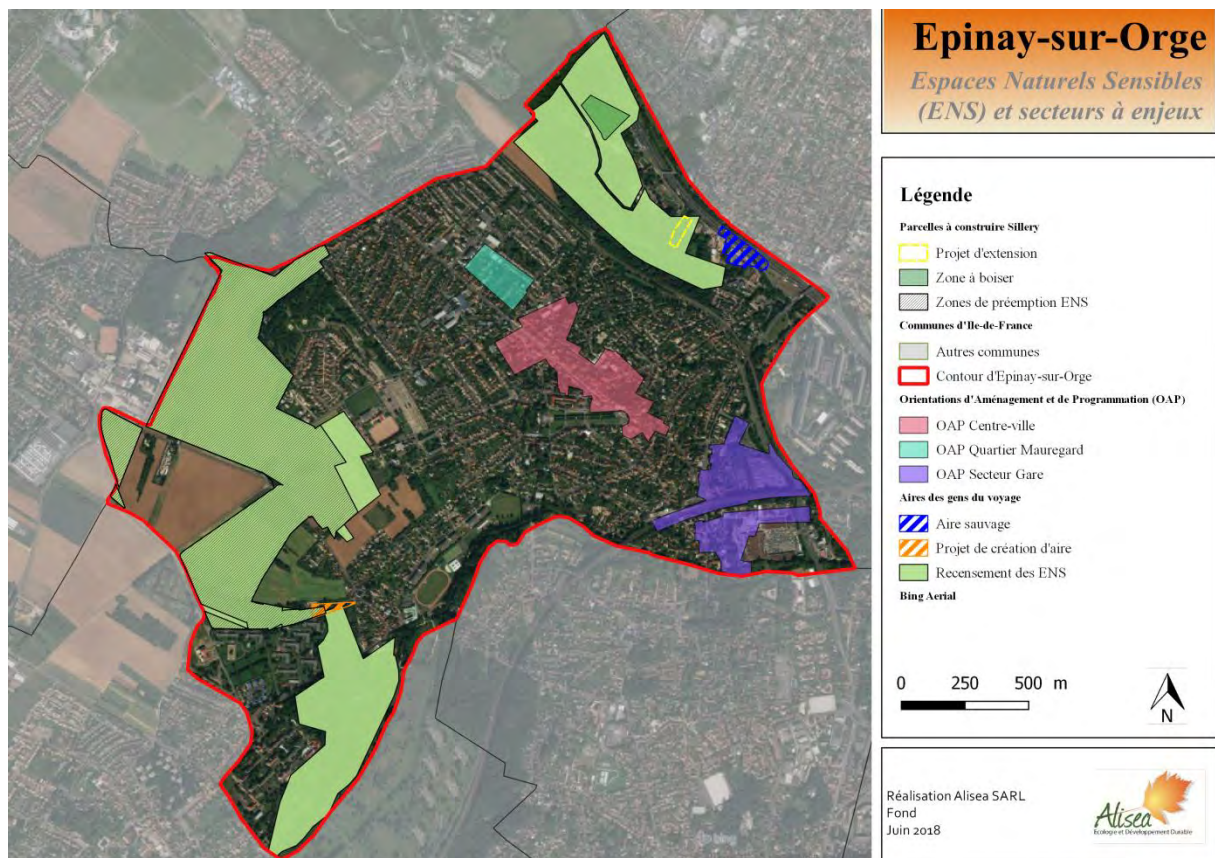 Epinay-sur-Orge
Espaces Naturels Sensibles
(ENS) et secteurs à enjeux
Légende
Parcelles à construire Sillery
Projet d'extension
Zone à boiser
Zones de préemption ENS
Communes d'Ile-de-France
Autres communes
Contour d'Epinay-sur-Orge
Orientations d'Aménagement et de Programmation (OAP)
OAP Centre-ville
OAP Quartier Mauregard
OAP Secteur Gare
Aires des gens du voyage
Aire sauvage
Projet de création d'aire
Recensement des ENS
Bing Aerial
0 250 500 m
N
Réalisation Alisea SARL
Fond
Juin 2018
Alisea
Ecologie et Développement Durable